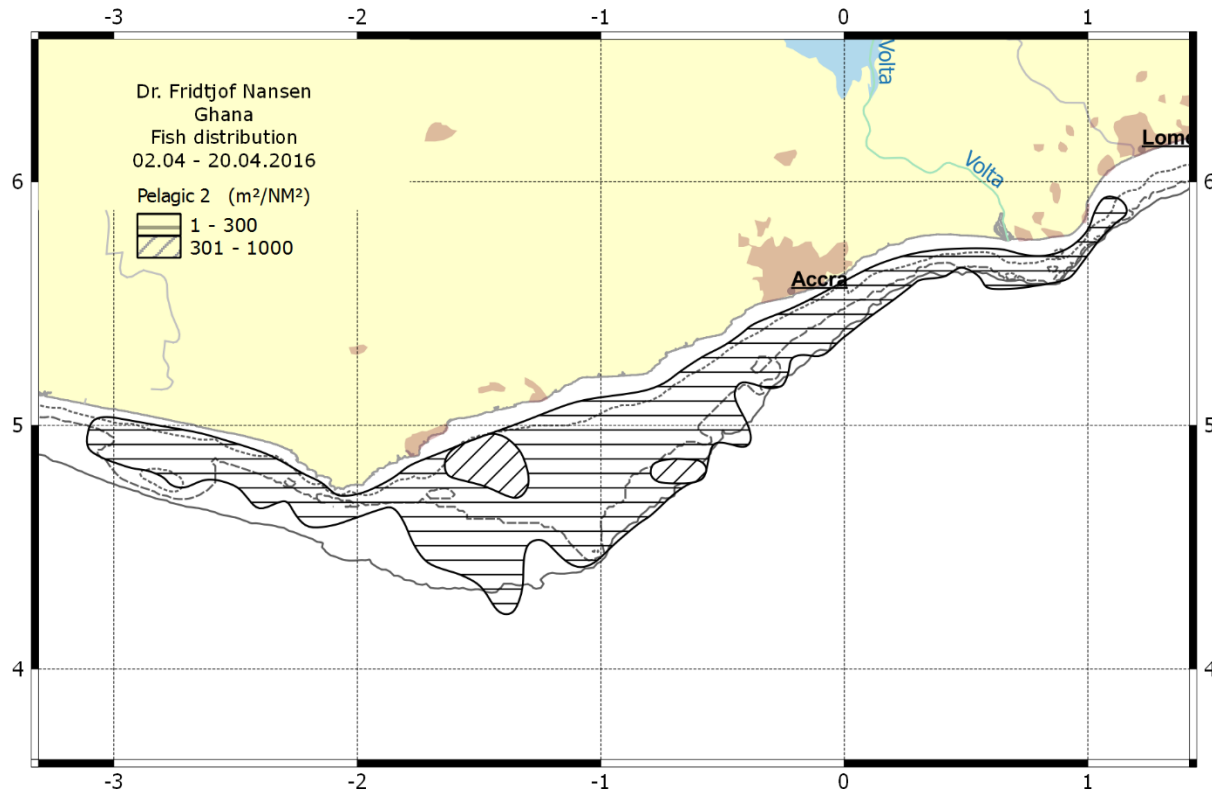 -3 -2 -1 0 1
Dr. Fridtjof Nansen
Ghana
Fish distribution
02.04 - 20.04.2016
Pelagic 2 (m²/NM²)
1 - 300
301 - 1000
Volta
Volta
Lome
Accra
6 6
5 5
4 4
-3 -2 -1 0 1